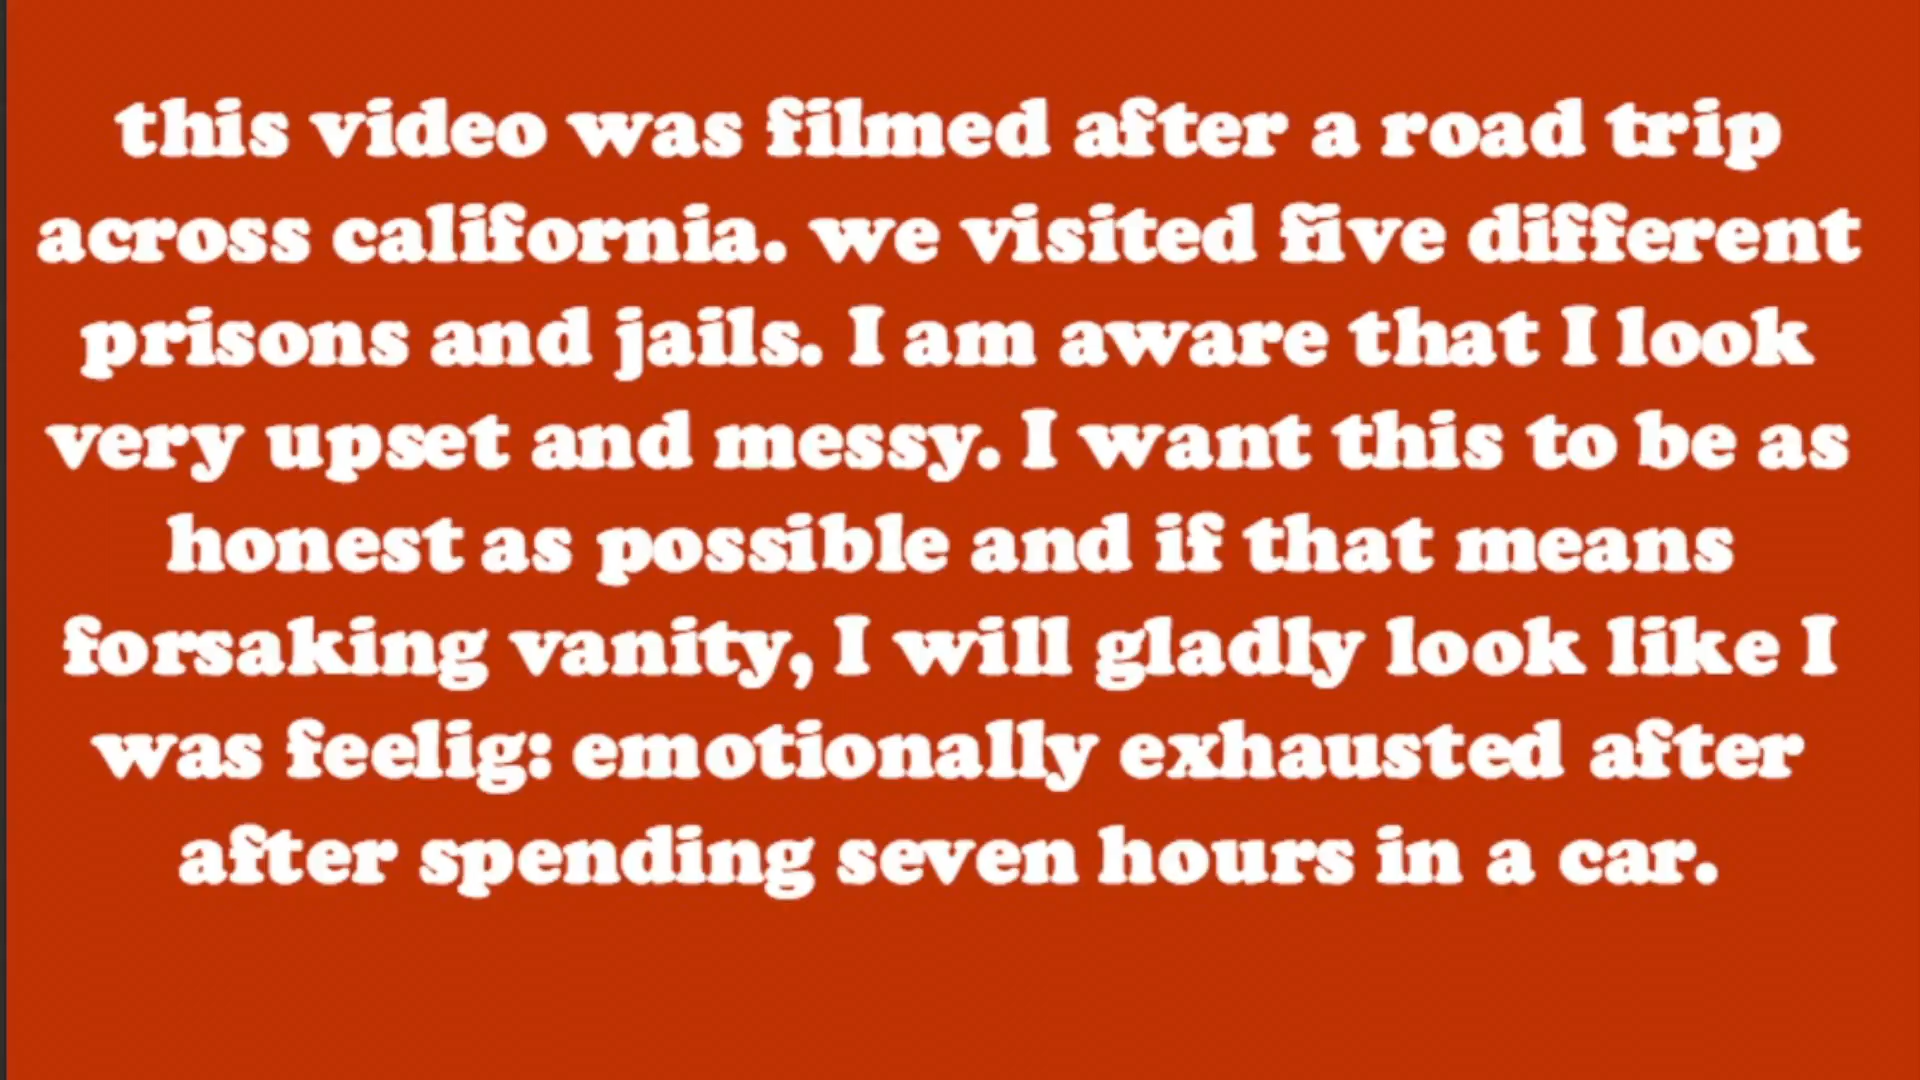 this video was filmed after a road trip
across california. we visited five different
prisons and jails. I am aware that I look
very upset and messy. I want this to be as
honest as possible and if that means
forsaking vanity, I will gladly look like I
was feelig: emotionally exhausted after
after spending seven hours in a car.